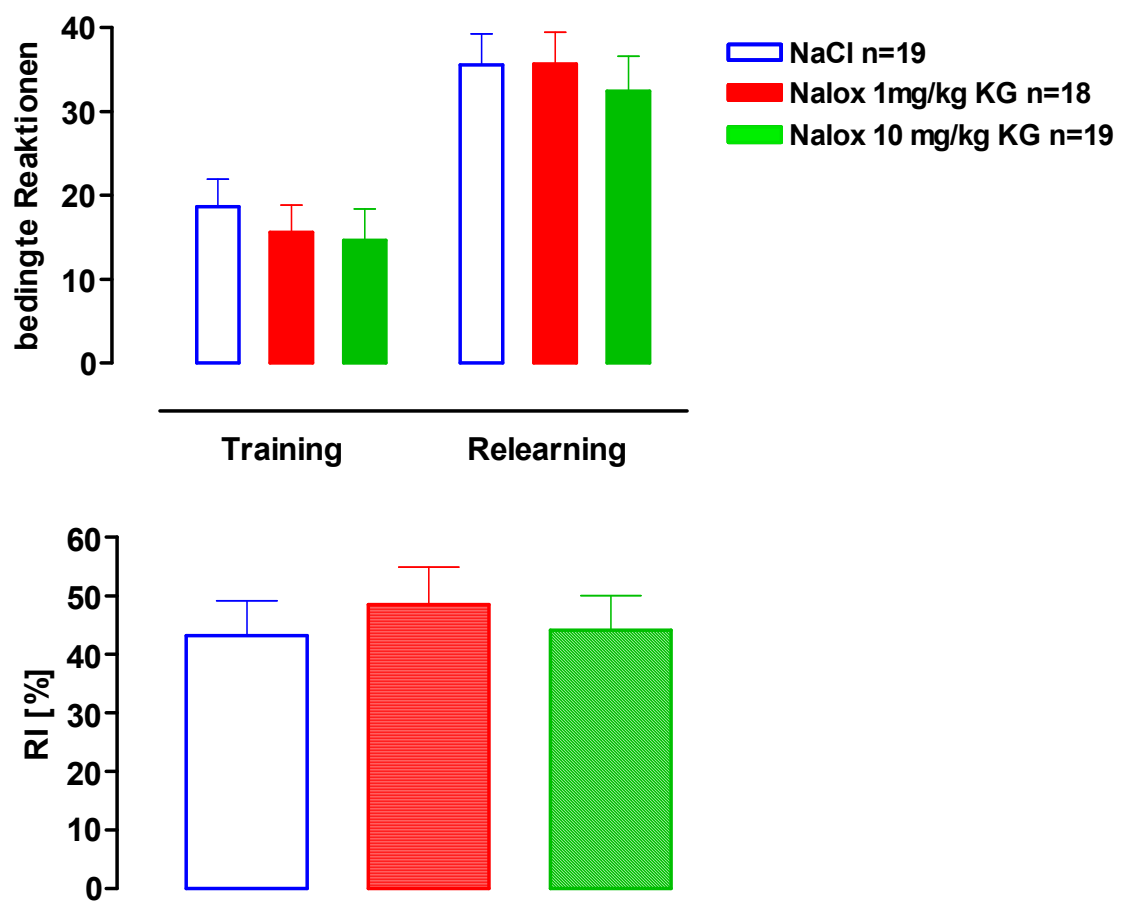 bedingte Reaktionen
40
30
20
10
0
NaCl n=19
Nalox 1mg/kg KG n=18
Nalox 10 mg/kg KG n=19
Training Relearning
RI [%]
60
50
40
30
20
10
0